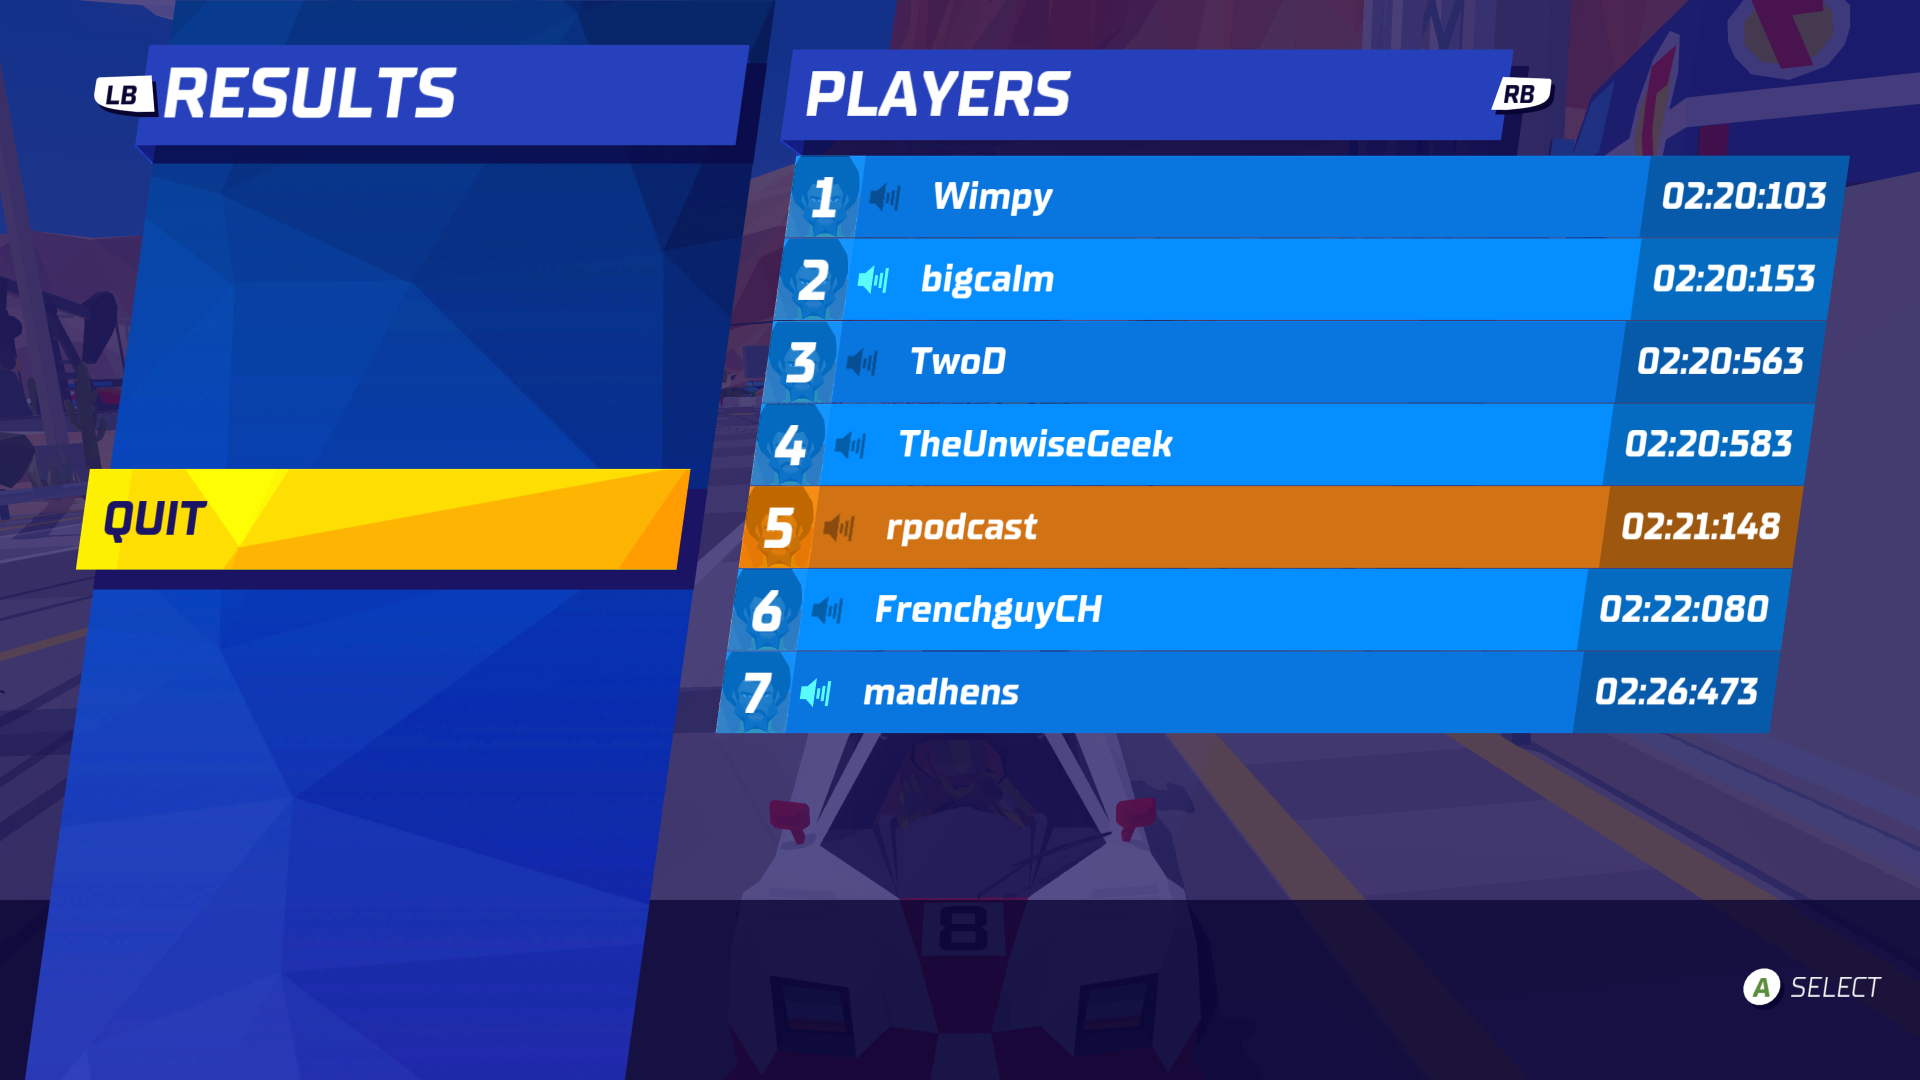 LB RESULTS
PLAYERS RB
1 Wimpy 02:20:103
2 bigcalm 02:20:153
3 TwoD 02:20:563
4 TheUnwiseGeek 02:20:583
QUIT
5 rpodcast 02:21:148
6 FrenchguyCH 02:22:080
7 madhens 02:26:473
8
A SELECT